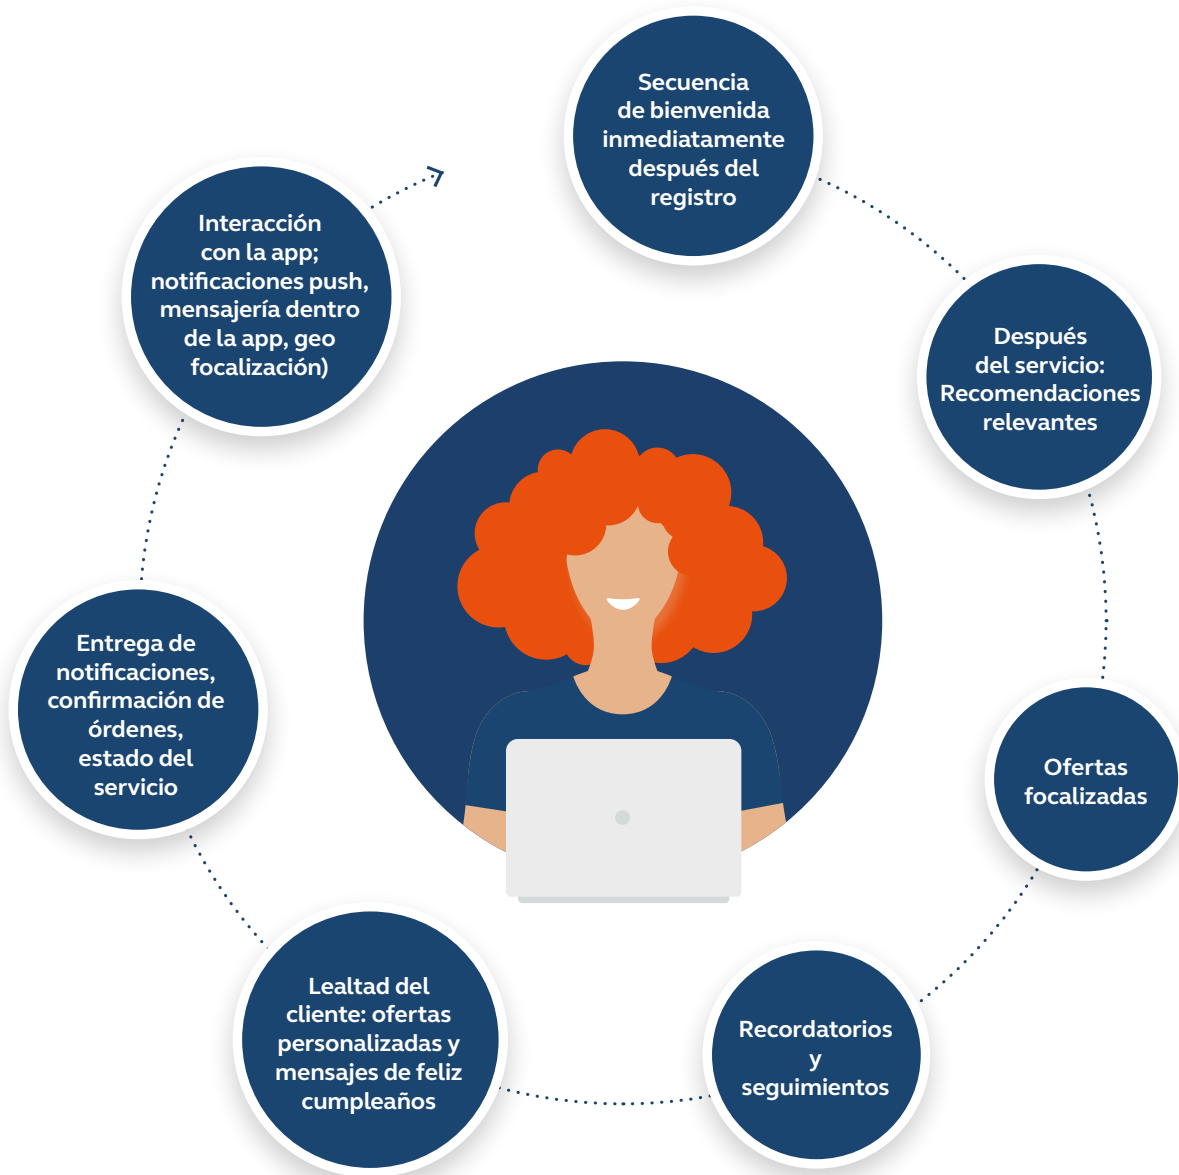 Secuencia
de bienvenida
inmediatamente
después del
registro
Después
del servicio:
Recomendaciones
relevantes
Ofertas
focalizadas
Recordatorios
y
seguimientos
Lealtad del
cliente: ofertas
personalizadas y
mensajes de feliz
cumpleaños
Entrega de
notificaciones,
confirmación de
órdenes,
estado del
servicio
Interacción
con la app;
notificaciones push,
mensajería dentro
de la app, geo
focalización)